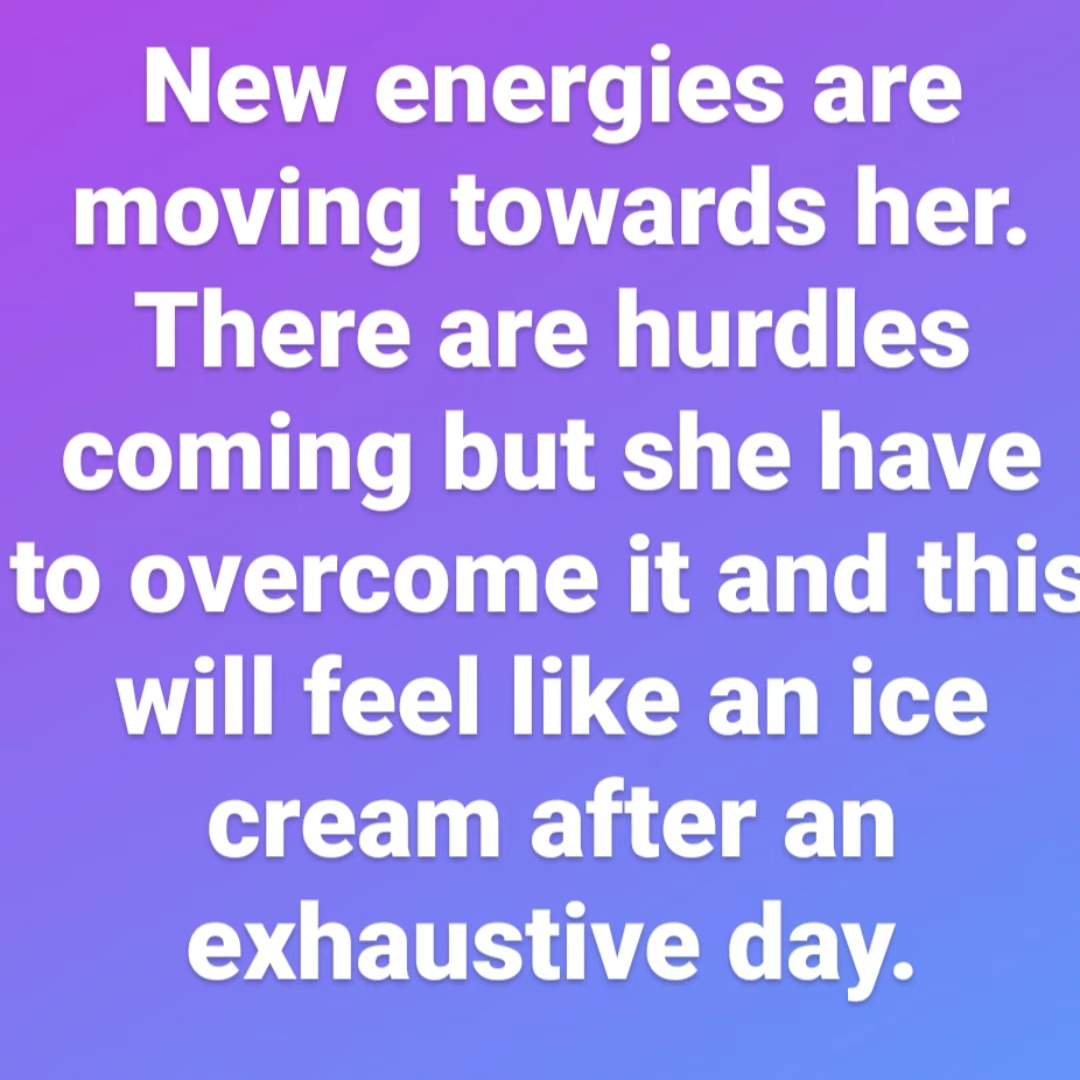 New energies are
moving towards her.
There are hurdles
coming but she have
to overcome it and this
will feel like an ice
cream after an
exhaustive day.